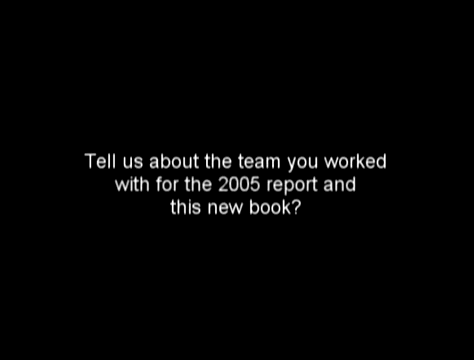 Tell us about the team you worked
with for the 2005 report and
this new book?